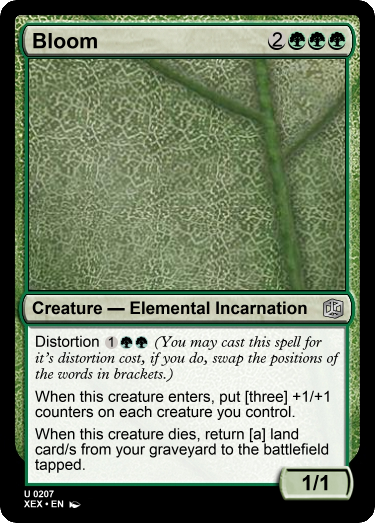 Bloom 2
Creature — Elemental Incarnation
Distortion 1 (You may cast this spell for
it's distortion cost, if you do, swap the positions of
the words in brackets.)
When this creature enters, put [three] +1/+1
counters on each creature you control.
When this creature dies, return [a] land
card/s from your graveyard to the battlefield
tapped.
1/1
U 0207
XEX • EN